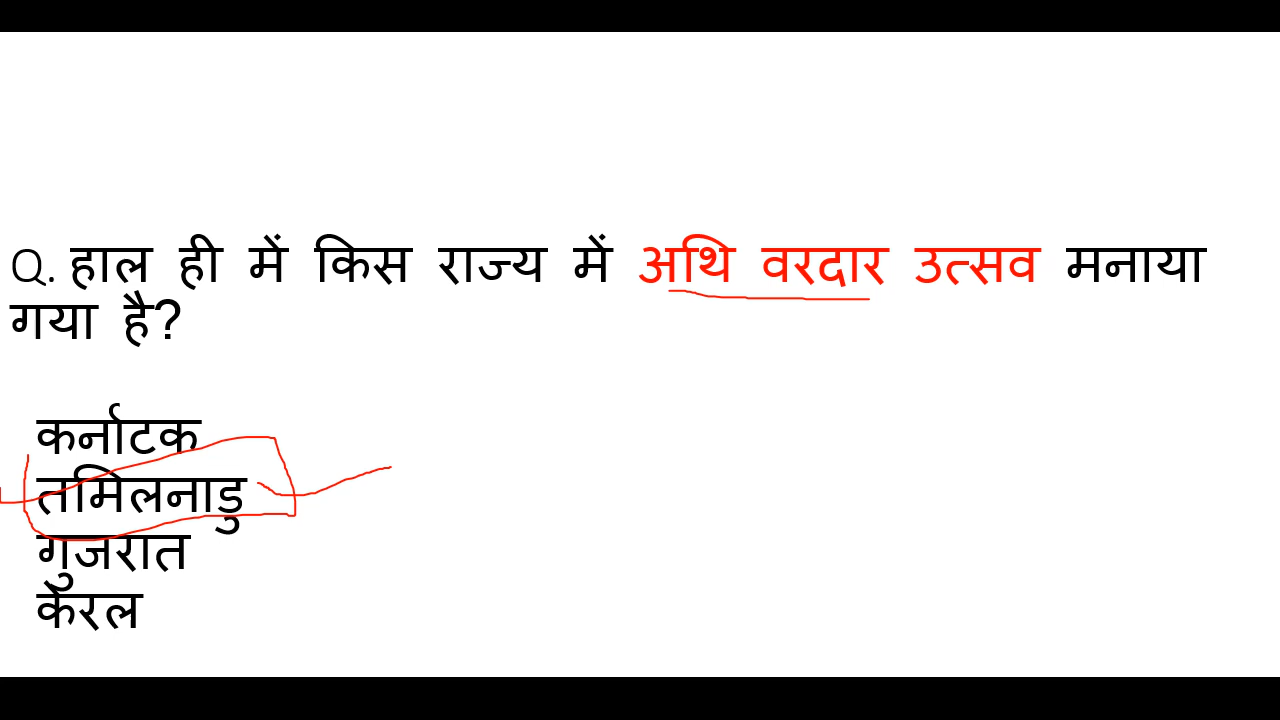 Q. हाल ही में किस राज्य में अथि वरदार उत्सव मनाया
गया है?
कर्नाटक
तमिलनाडु
गुजरात
केरल